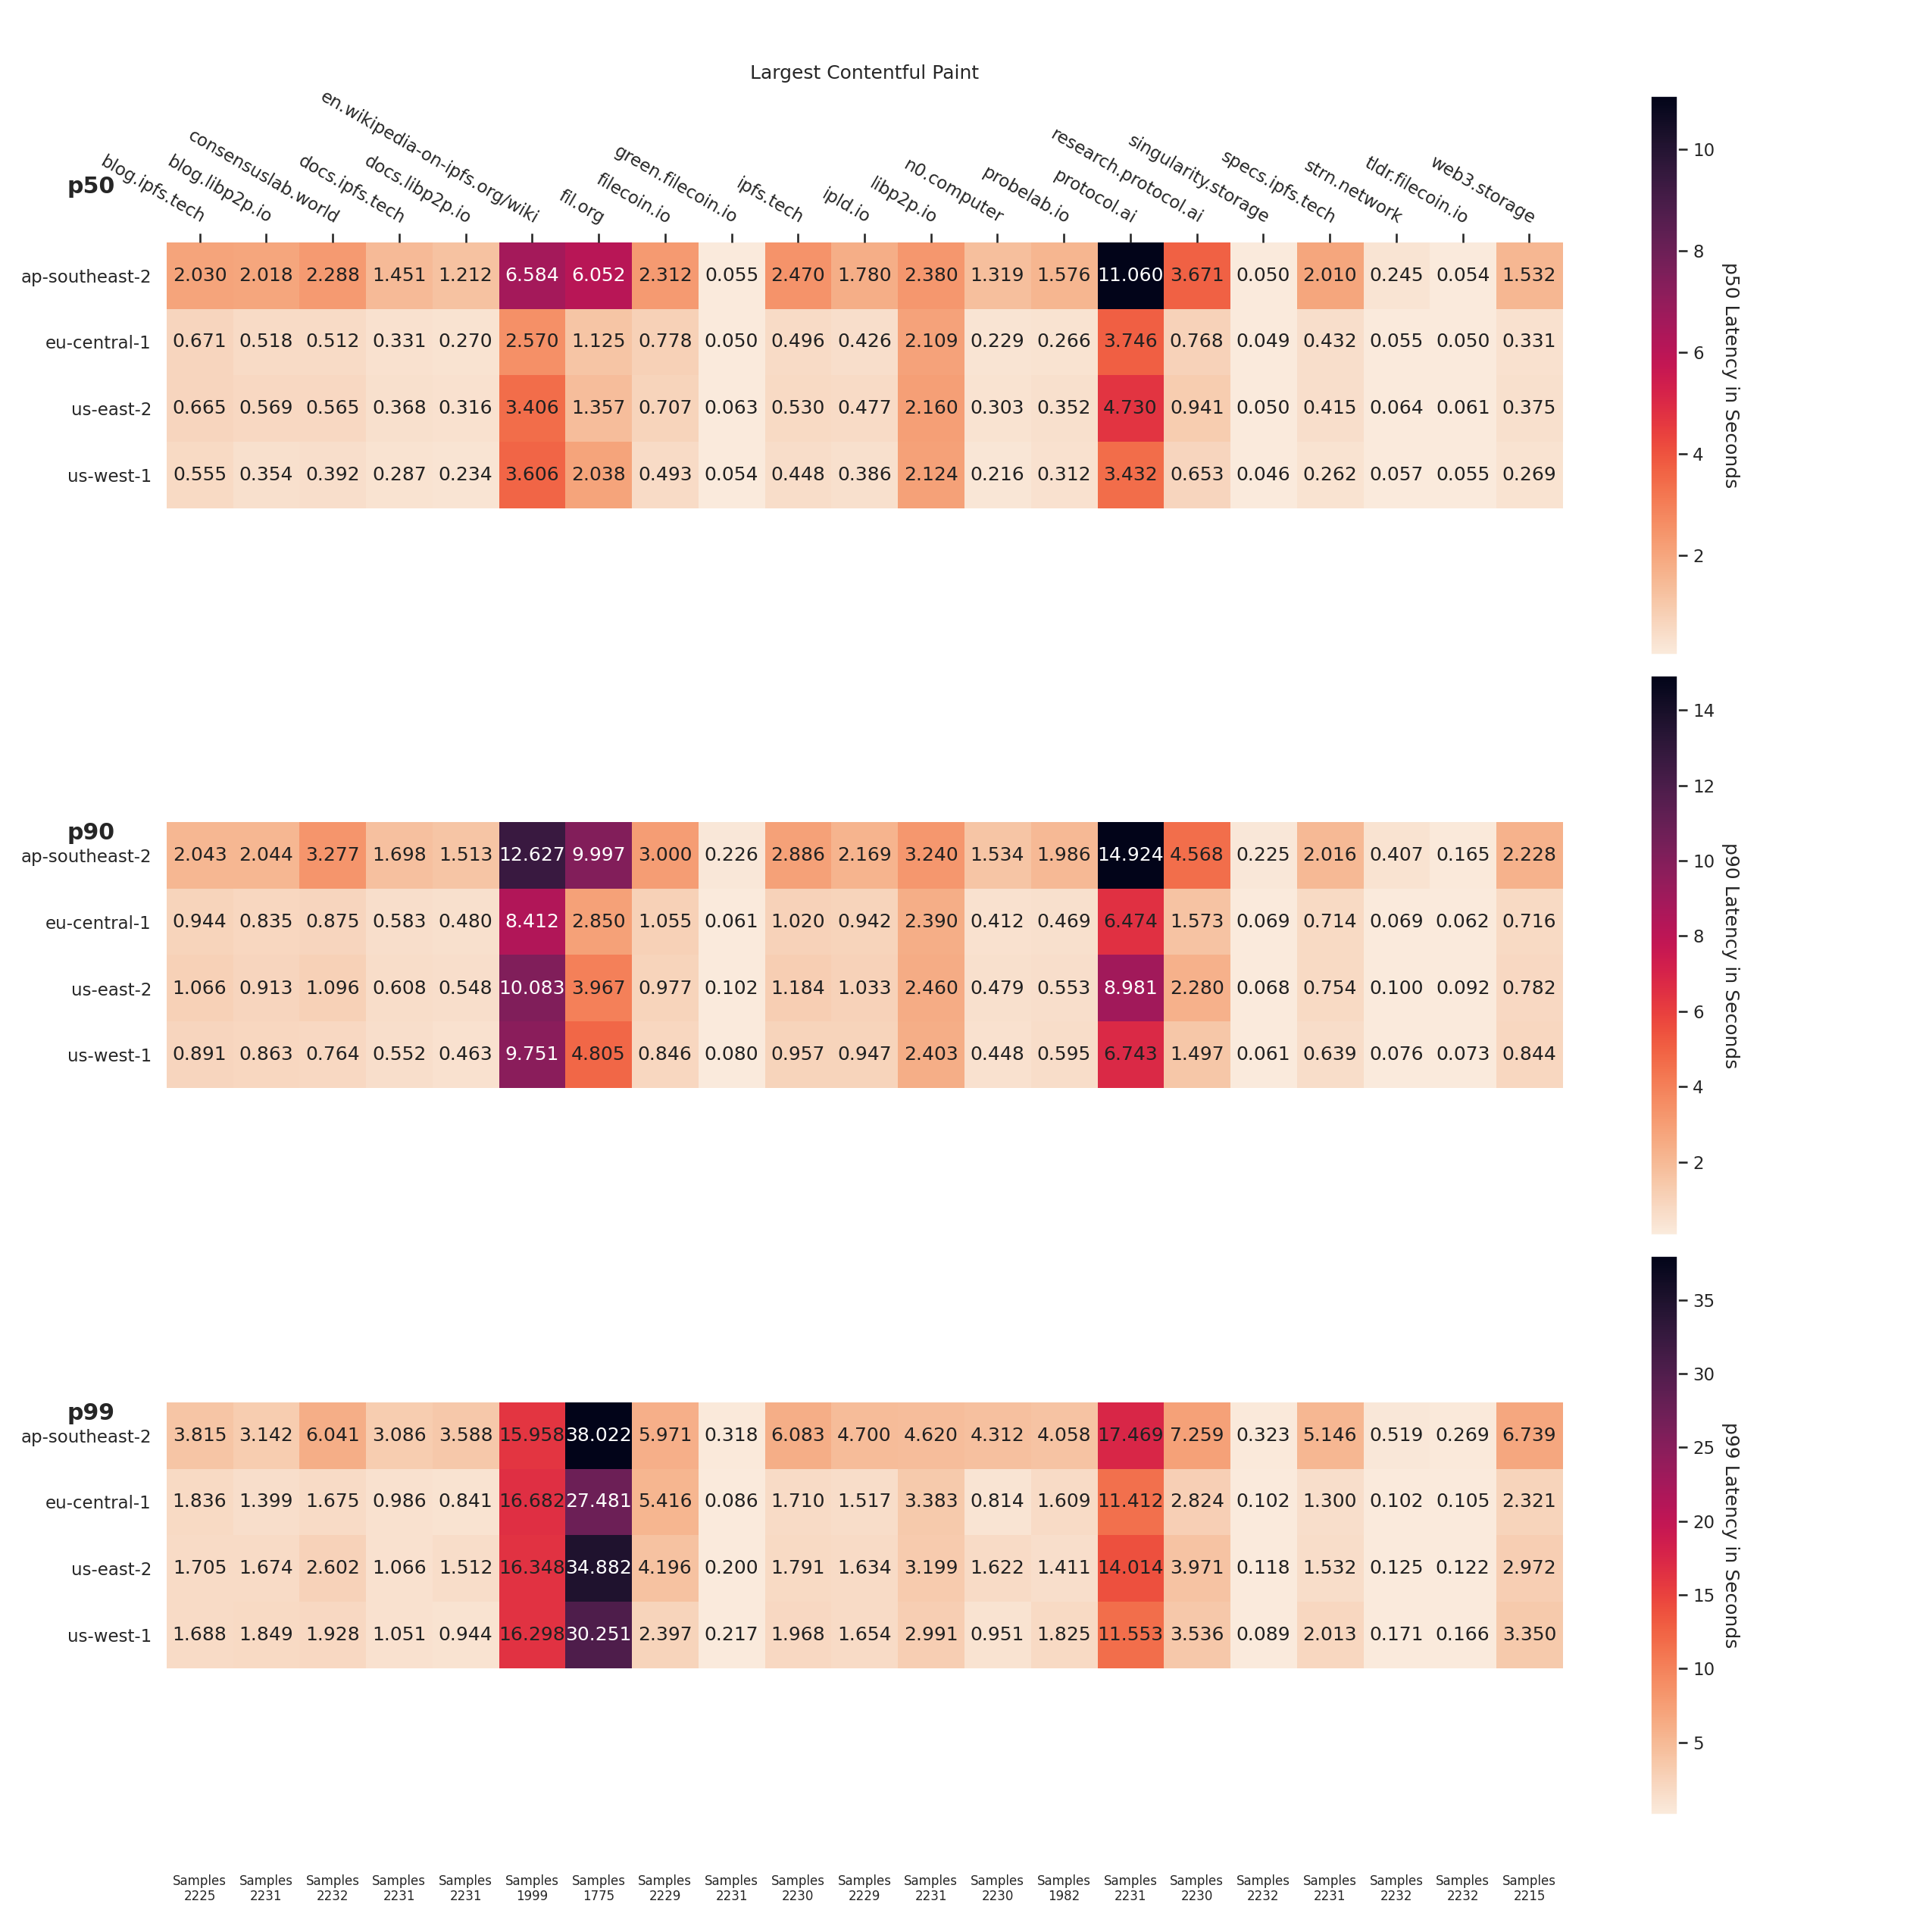 Largest Contentful Paint
blog.ipfs.tech
blog.libp2p.io
consensuslab.world
docs.ipfs.tech
docs.libp2p.io
en.wikipedia-on-ipfs.org/wiki
fil.org
filecoin.io
green.filecoin.io
ipfs.tech
ipld.io
libp2p.io
n0.computer
probelab.io
protocol.ai
research.protocol.ai
singularity.storage
specs.ipfs.tech
strn.network
tldr.filecoin.io
web3.storage
p50
ap-southeast-2 2.030 2.018 2.288 1.451 1.212 6.584 6.052 2.312 0.055 2.470 1.780 2.380 1.319 1.576 11.060 3.671 0.050 2.010 0.245 0.054 1.532
eu-central-1 0.671 0.518 0.512 0.331 0.270 2.570 1.125 0.778 0.050 0.496 0.426 2.109 0.229 0.266 3.746 0.768 0.049 0.432 0.055 0.050 0.331
us-east-2 0.665 0.569 0.565 0.368 0.316 3.406 1.357 0.707 0.063 0.530 0.477 2.160 0.303 0.352 4.730 0.941 0.050 0.415 0.064 0.061 0.375
us-west-1 0.555 0.354 0.392 0.287 0.234 3.606 2.038 0.493 0.054 0.448 0.386 2.124 0.216 0.312 3.432 0.653 0.046 0.262 0.057 0.055 0.269
10
8
6
4
2
p50 Latency in Seconds
p90
ap-southeast-2 2.043 2.044 3.277 1.698 1.513 12.627 9.997 3.000 0.226 2.886 2.169 3.240 1.534 1.986 14.924 4.568 0.225 2.016 0.407 0.165 2.228
eu-central-1 0.944 0.835 0.875 0.583 0.480 8.412 2.850 1.055 0.061 1.020 0.942 2.390 0.412 0.469 6.474 1.573 0.069 0.714 0.069 0.062 0.716
us-east-2 1.066 0.913 1.096 0.608 0.548 10.083 3.967 0.977 0.102 1.184 1.033 2.460 0.479 0.553 8.981 2.280 0.068 0.754 0.100 0.092 0.782
us-west-1 0.891 0.863 0.764 0.552 0.463 9.751 4.805 0.846 0.080 0.957 0.947 2.403 0.448 0.595 6.743 1.497 0.061 0.639 0.076 0.073 0.844
14
12
10
8
6
4
2
p90 Latency in Seconds
p99
ap-southeast-2 3.815 3.142 6.041 3.086 3.588 15.958 38.022 5.971 0.318 6.083 4.700 4.620 4.312 4.058 17.469 7.259 0.323 5.146 0.519 0.269 6.739
eu-central-1 1.836 1.399 1.675 0.986 0.841 16.682 27.481 5.416 0.086 1.710 1.517 3.383 0.814 1.609 11.412 2.824 0.102 1.300 0.102 0.105 2.321
us-east-2 1.705 1.674 2.602 1.066 1.512 16.348 34.882 4.196 0.200 1.791 1.634 3.199 1.622 1.411 14.014 3.971 0.118 1.532 0.125 0.122 2.972
us-west-1 1.688 1.849 1.928 1.051 0.944 16.298 30.251 2.397 0.217 1.968 1.654 2.991 0.951 1.825 11.553 3.536 0.089 2.013 0.171 0.166 3.350
35
30
25
20
15
10
5
p99 Latency in Seconds
Samples Samples Samples Samples Samples Samples Samples Samples Samples Samples Samples Samples Samples Samples Samples Samples Samples Samples Samples Samples Samples
2225 2231 2232 2231 2231 1999 1775 2229 2231 2230 2229 2231 2230 1982 2231 2230 2232 2231 2232 2232 2215